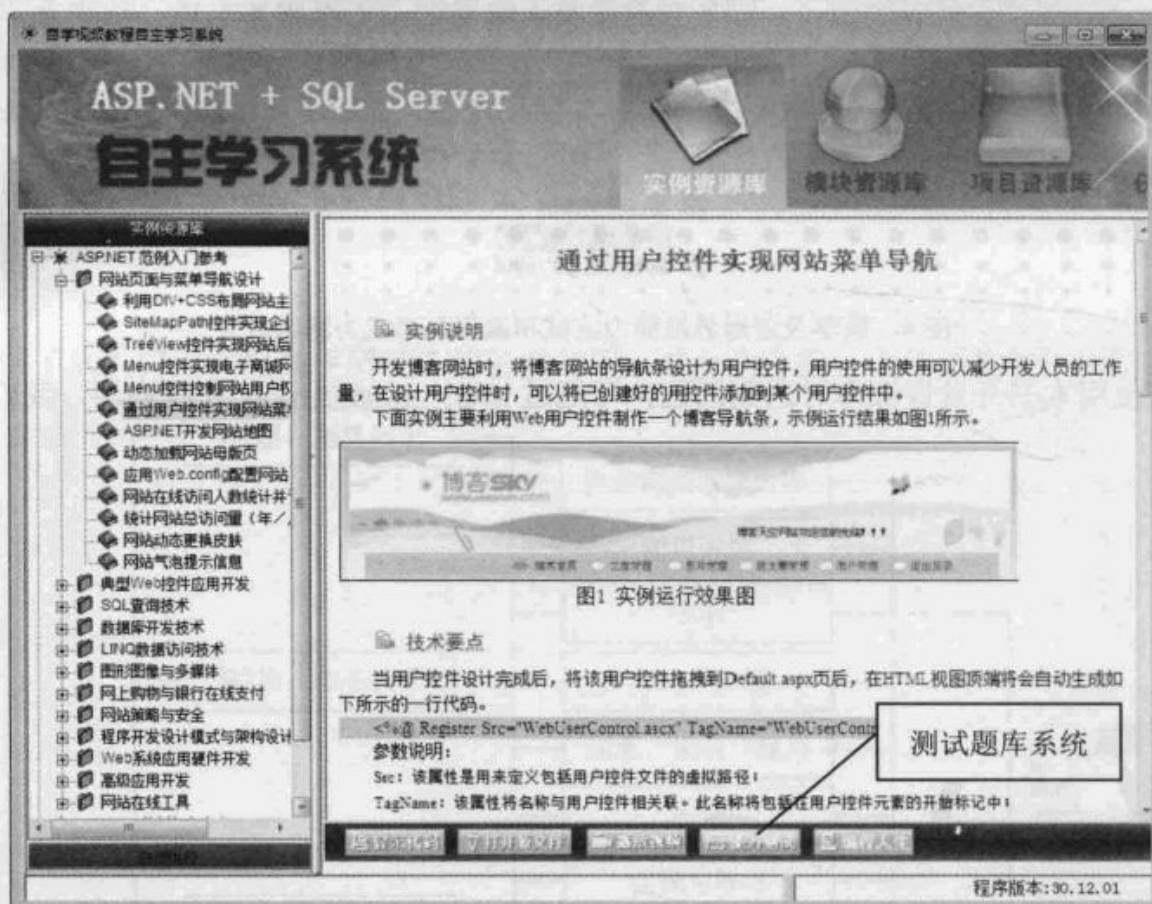 自学视频教程自主学习系统
ASP.NET + SQL Server
自主学习系统
实例资源库
模块资源库
项目资源库
实例资源库
ASP.NET 范例入门参考
网站页面与菜单导航设计
利用DIV+CSS布局网站主
SiteMapPath控件实现企业
TreeView控件实现网站后
Menu控件实现电子商城网
Menu控件控制网站用户权
通过用户控件实现网站菜单
ASP.NET开发网站地图
动态加载网站母版页
应用Web.config配置网站
网站在线访问人数统计并
统计网站总访问量（年/
网站动态更换皮肤
网站气泡提示信息
典型Web控件应用开发
SQL查询技术
数据库开发技术
LINQ数据访问技术
图形图像与多媒体
网上购物与银行在线支付
网站策略与安全
程序开发设计模式与架构设计
Web系统应用硬件开发
高级应用开发
网站在线工具
通过用户控件实现网站菜单导航
实例说明
开发博客网站时，将博客网站的导航条设计为用户控件，用户控件的使用可以减少开发人员的工作
量，在设计用户控件时，可以将已创建好的用控件添加到某个用户控件中。
下面实例主要利用Web用户控件制作一个博客导航条，示例运行结果如图1所示。
博客SKY
图1 实例运行效果图
技术要点
当用户控件设计完成后，将该用户控件拖拽到Default.aspx页后，在HTML视图顶端将会自动生成如
下所示的一行代码。
<%@ Register Src="WebUserControl.ascx" TagName="WebUserCont
参数说明：
Src：该属性是用来定义包括用户控件文件的虚拟路径；
TagName：该属性将名称与用户控件相关联。此名称将包括在用户控件元素的开始标记中；
测试题库系统
程序版本:30.12.01